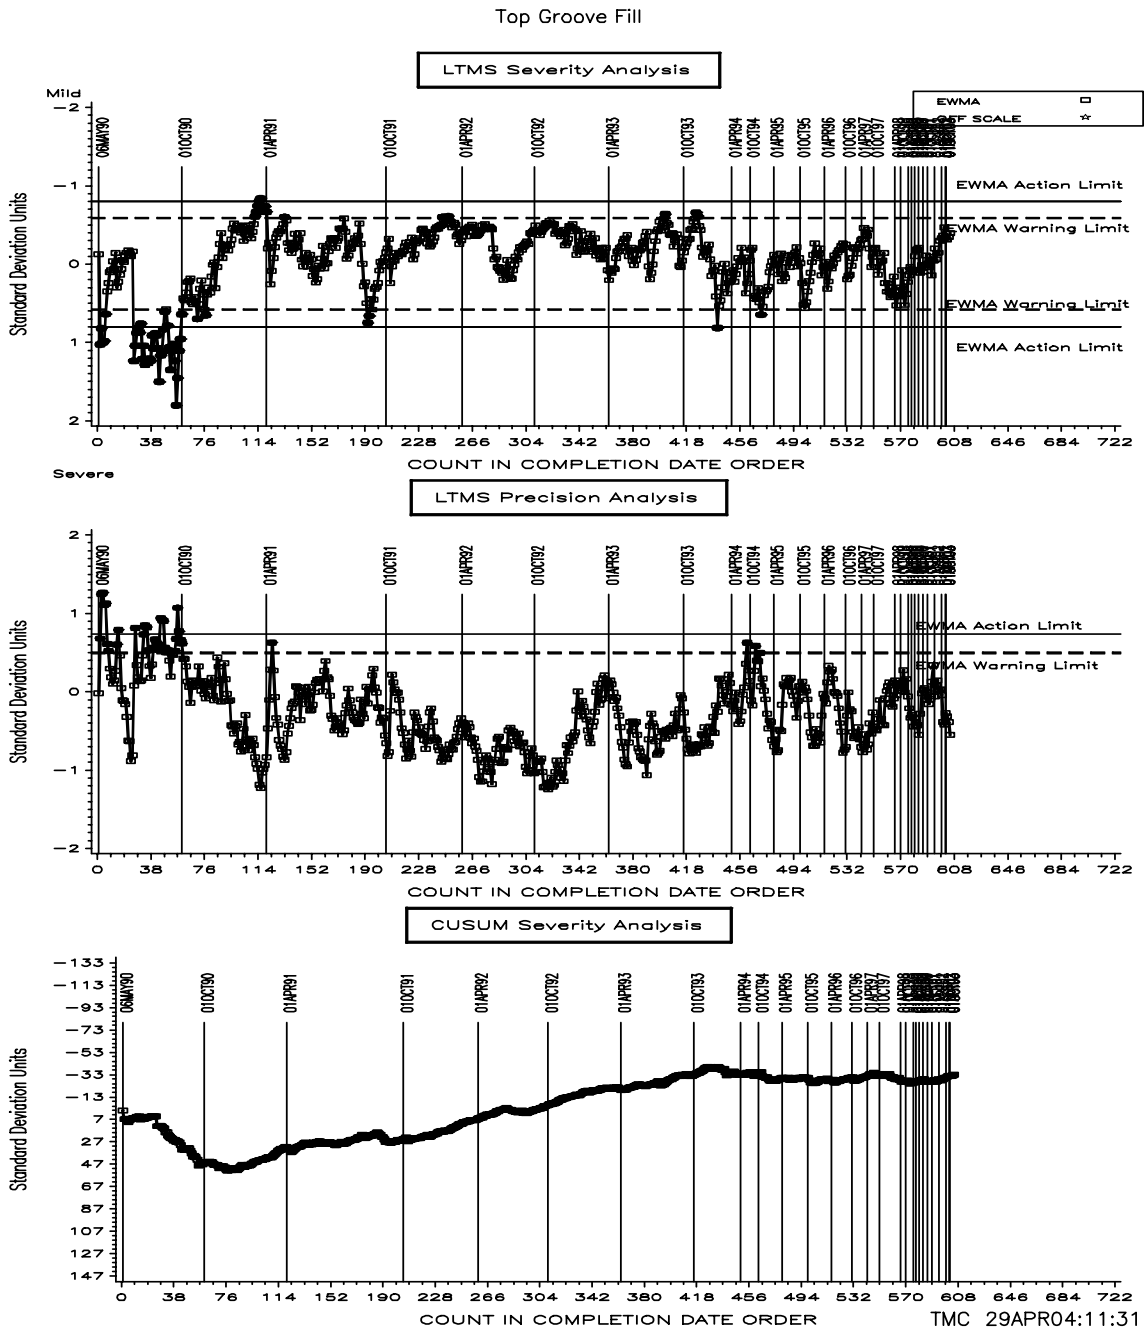 Top Groove Fill
LTMS Severity Analysis
Mild
EWMA
OFF SCALE
06MAY90 01OCT90 01APR91 01OCT91 01APR92 01OCT92 01APR93 01OCT93 01APR94 01OCT94 01APR95 01OCT95 01APR96 01OCT96 01APR97 01OCT97 01APR98
-2
-1
0
1
2
Standard Deviation Units
EWMA Action Limit
EWMA Warning Limit
EWMA Warning Limit
EWMA Action Limit
0 38 76 114 152 190 228 266 304 342 380 418 456 494 532 570 608 646 684 722
COUNT IN COMPLETION DATE ORDER
Severe
LTMS Precision Analysis
06MAY90 01OCT90 01APR91 01OCT91 01APR92 01OCT92 01APR93 01OCT93 01APR94 01OCT94 01APR95 01OCT95 01APR96 01OCT96 01APR97 01OCT97 01APR98
2
1
0
-1
-2
Standard Deviation Units
EWMA Action Limit
EWMA Warning Limit
0 38 76 114 152 190 228 266 304 342 380 418 456 494 532 570 608 646 684 722
COUNT IN COMPLETION DATE ORDER
CUSUM Severity Analysis
06MAY90 01OCT90 01APR91 01OCT91 01APR92 01OCT92 01APR93 01OCT93 01APR94 01OCT94 01APR95 01OCT95 01APR96 01OCT96 01APR97 01OCT97 01APR98
-133
-113
-93
-73
-53
-33
-13
7
27
47
67
87
107
127
147
Standard Deviation Units
0 38 76 114 152 190 228 266 304 342 380 418 456 494 532 570 608 646 684 722
COUNT IN COMPLETION DATE ORDER
TMC 29APR04:11:31